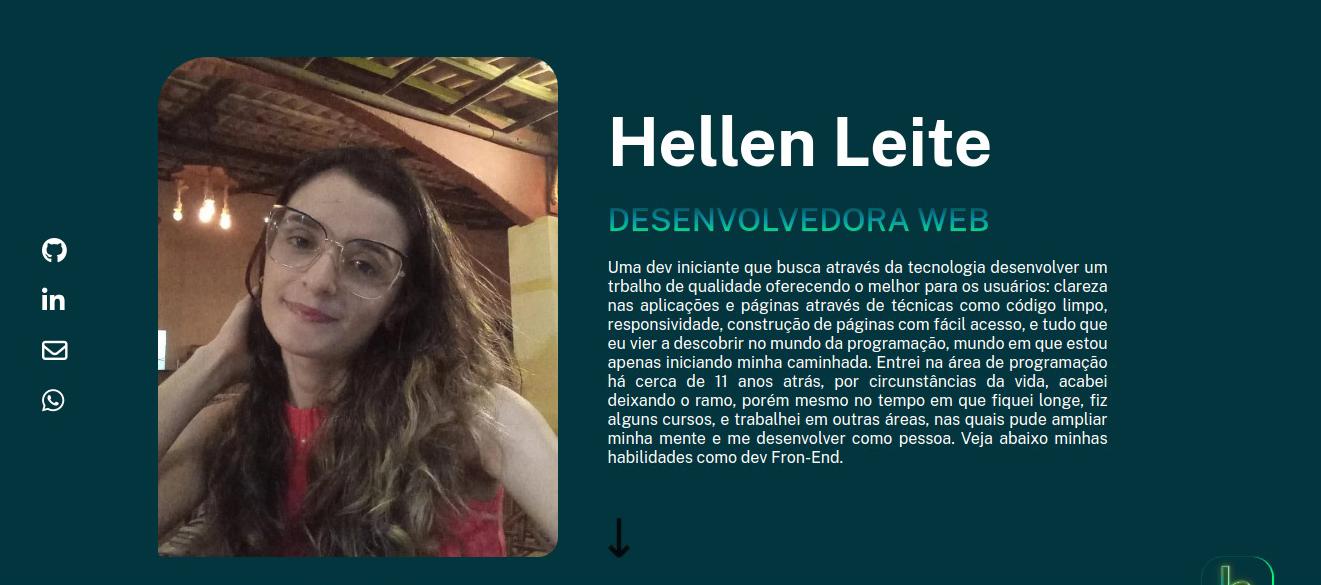 Hellen Leite
DESENVOLVEDORA WEB
Uma dev iniciante que busca através da tecnologia desenvolver um
trbalho de qualidade oferecendo o melhor para os usuários: clareza
nas aplicações e páginas através de técnicas como código limpo,
responsividade, construção de páginas com fácil acesso, e tudo que
eu vier a descobrir no mundo da programação, mundo em que estou
apenas iniciando minha caminhada. Entrei na área de programação
há cerca de 11 anos atrás, por circunstâncias da vida, acabei
deixando o ramo, porém mesmo no tempo em que fiquei longe, fiz
alguns cursos, e trabalhei em outras áreas, nas quais pude ampliar
minha mente e me desenvolver como pessoa. Veja abaixo minhas
habilidades como dev Fron-End.